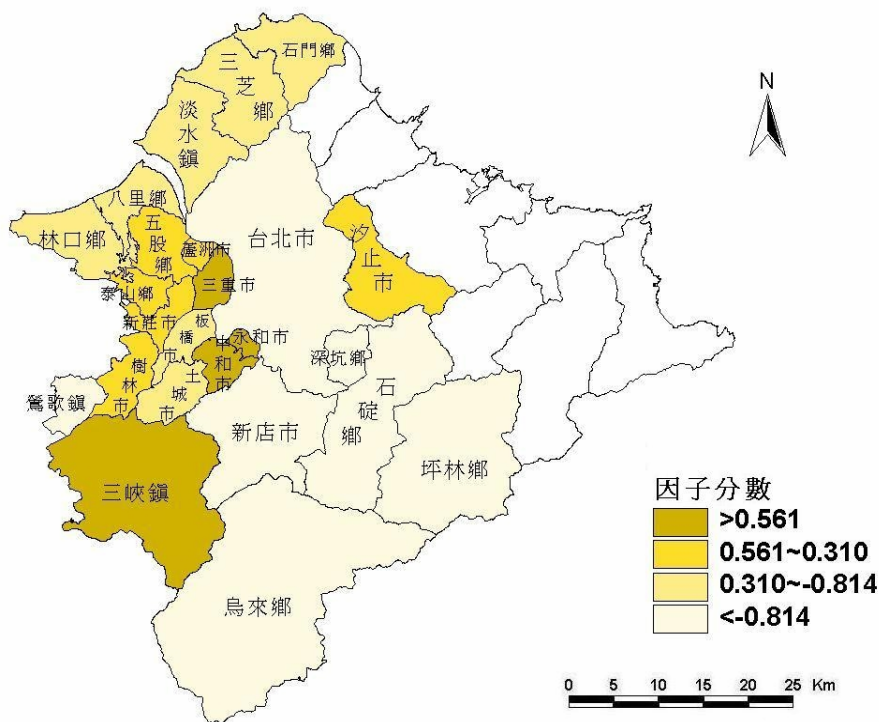 石門鄉
三芝鄉
淡水鎮
N
八里鄉
林口鄉
五股鄉
蘆洲市
台北市
汐止市
泰山鄉
三重市
新莊市
板橋市
永和市
中和市
深坑鄉
樹林市
土城市
石碇鄉
鶯歌鎮
新店市
坪林鄉
三峽鎮
烏來鄉
因子分數
>0.561
0.561~0.310
0.310~-0.814
<-0.814
0 5 10 15 20 25 Km